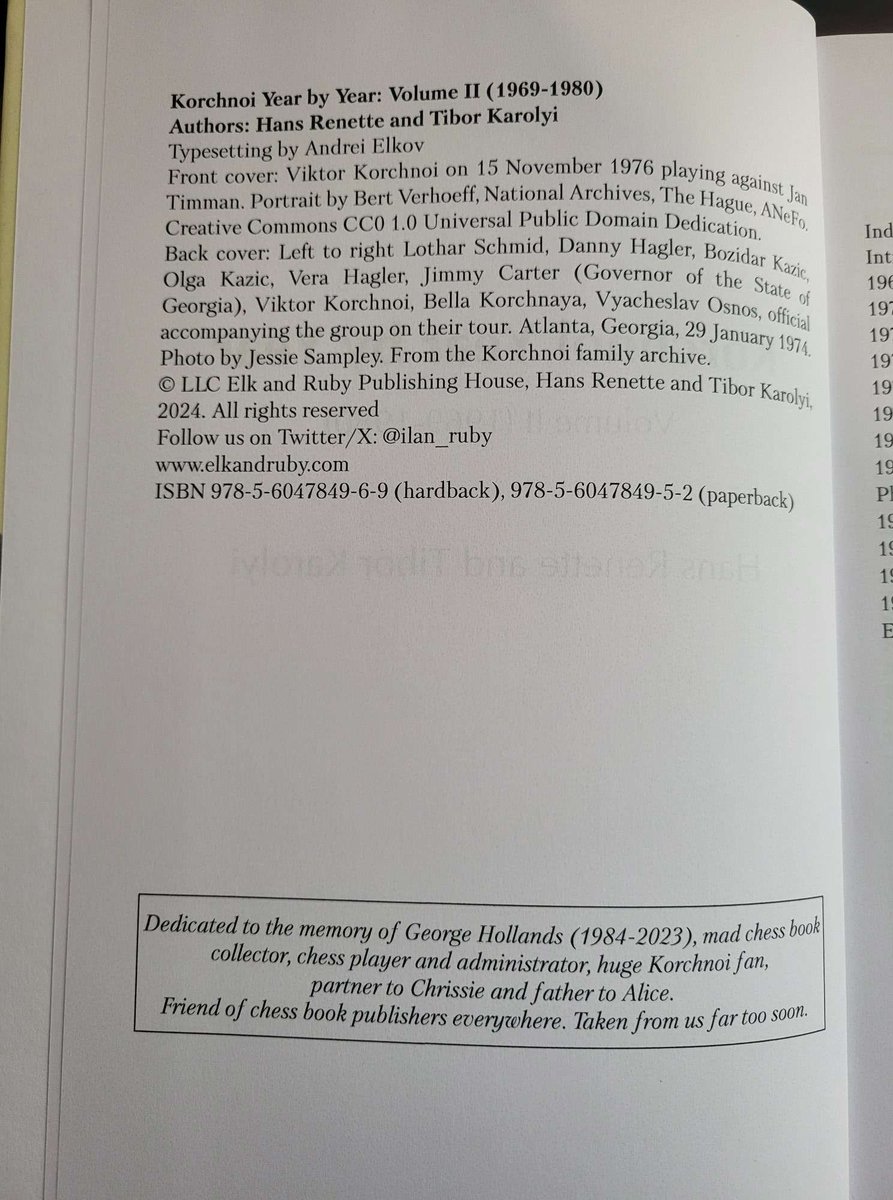 Korchnoi Year by Year: Volume II (1969-1980)
Authors: Hans Renette and Tibor Karolyi
Typesetting by Andrei Elkov
Front cover: Viktor Korchnoi on 15 November 1976 playing against Jan
Timman. Portrait by Bert Verhoeff, National Archives, The Hague, ANeFo.
Creative Commons CC0 1.0 Universal Public Domain Dedication.
Back cover: Left to right Lothar Schmid, Danny Hagler, Bozidar Kazic,
Olga Kazic, Vera Hagler, Jimmy Carter (Governor of the State of
Georgia), Viktor Korchnoi, Bella Korchnaya, Vyacheslav Osnos, official
accompanying the group on their tour. Atlanta, Georgia, 29 January 1974.
Photo by Jessie Sampley. From the Korchnoi family archive.
© LLC Elk and Ruby Publishing House, Hans Renette and Tibor Karolyi,
2024. All rights reserved
Follow us on Twitter/X: @ilan_ruby
www.elkandruby.com
ISBN 978-5-6047849-6-9 (hardback), 978-5-6047849-5-2 (paperback)
Hans Renette and Tibor Karolyi
Dedicated to the memory of George Hollands (1984-2023), mad chess book
collector, chess player and administrator, huge Korchnoi fan,
partner to Chrissie and father to Alice.
Friend of chess book publishers everywhere. Taken from us far too soon.